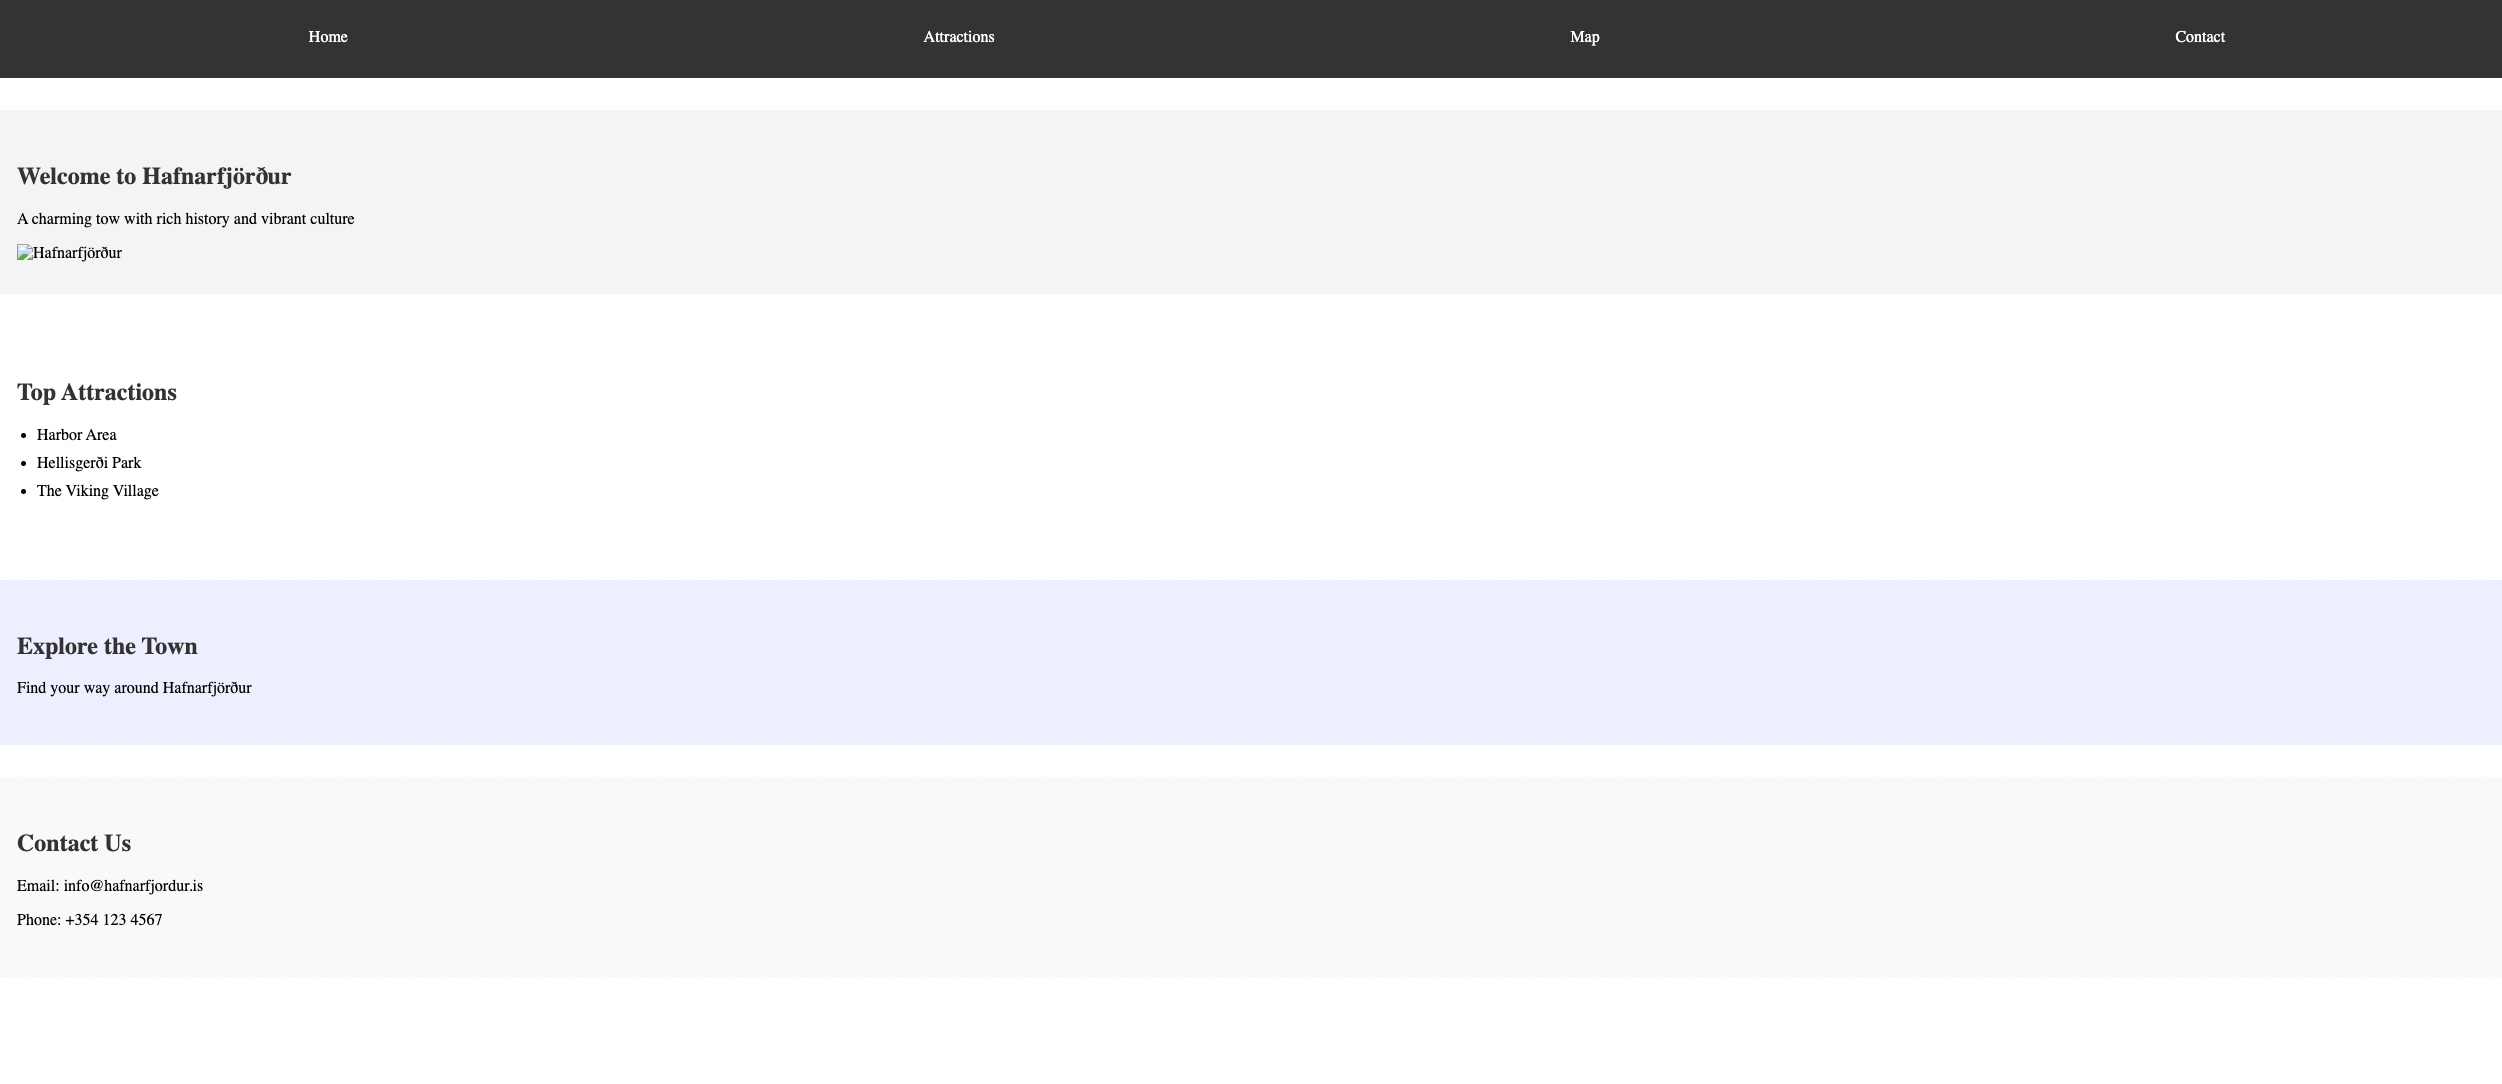 Home Attractions Map Contact
Welcome to Hafnarfjörður
A charming tow with rich history and vibrant culture
Hafnarfjörður
Top Attractions
Harbor Area
Hellisgerði Park
The Viking Village
Explore the Town
Find your way around Hafnarfjörður
Contact Us
Email: info@hafnarfjordur.is
Phone: +354 123 4567